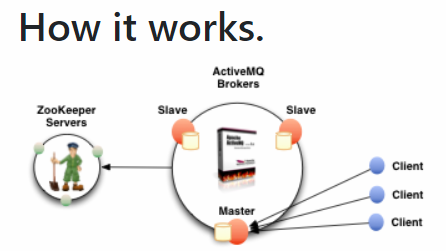 How it works.
ActiveMQ
Brokers
ZooKeeper
Servers
Slave
Slave
Client
Client
Client
Master